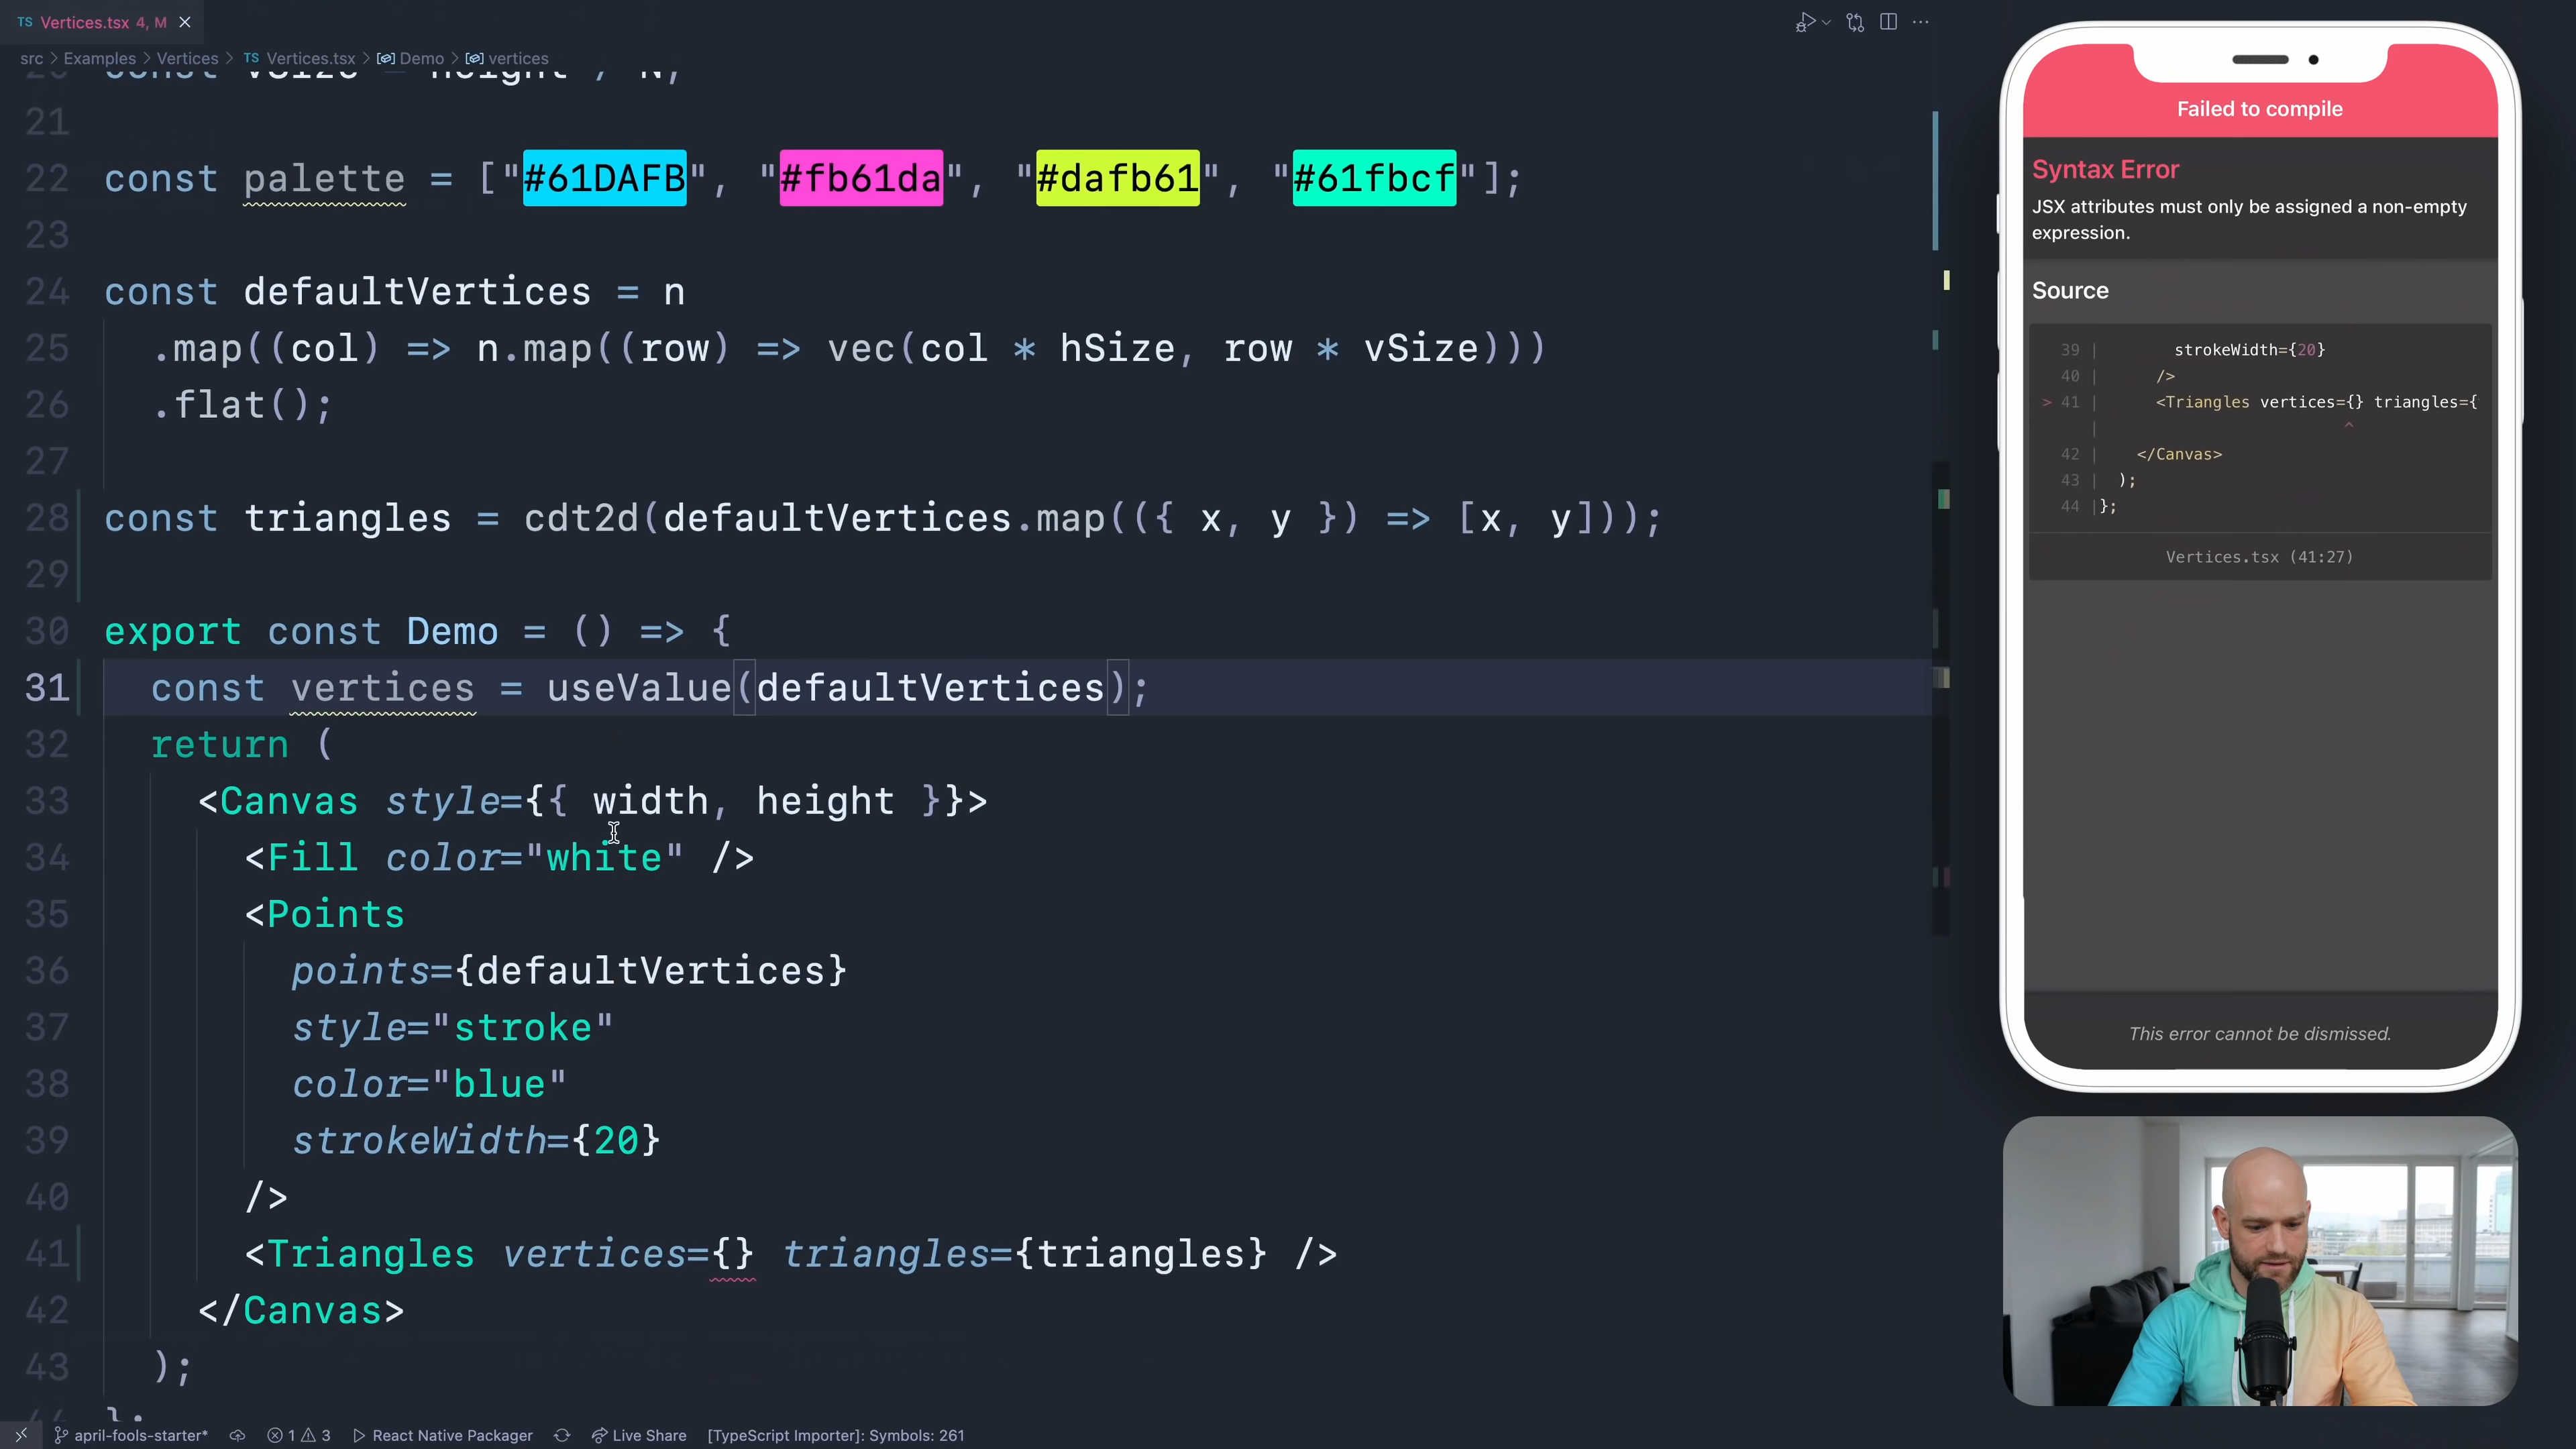 TS Vertices.tsx 4, M
src > Examples > Vertices > TS Vertices.tsx > Demo > vertices
20 const vSize = height / N;
21
22 const palette = ["#61DAFB", "#fb61da", "#dafb61", "#61fbcf"];
23
24 const defaultVertices = n
25 .map((col) => n.map((row) => vec(col * hSize, row * vSize)))
26 .flat();
27
28 const triangles = cdt2d(defaultVertices.map(({ x, y }) => [x, y]));
29
30 export const Demo = () => {
31 const vertices = useValue(defaultVertices);
32 return (
33 <Canvas style={{ width, height }}>
34 <Fill color="white" />
35 <Points
36 points={defaultVertices}
37 style="stroke"
38 color="blue"
39 strokeWidth={20}
40 />
41 <Triangles vertices={} triangles={triangles} />
42 </Canvas>
43 );
44 };
april-fools-starter* 1 3 React Native Packager Live Share [TypeScript Importer]: Symbols: 261
Failed to compile
Syntax Error
JSX attributes must only be assigned a non-empty
expression.
Source
39 | strokeWidth={20}
40 | />
> 41 | <Triangles vertices={} triangles={
| ^
42 | </Canvas>
43 | );
44 |};
Vertices.tsx (41:27)
This error cannot be dismissed.